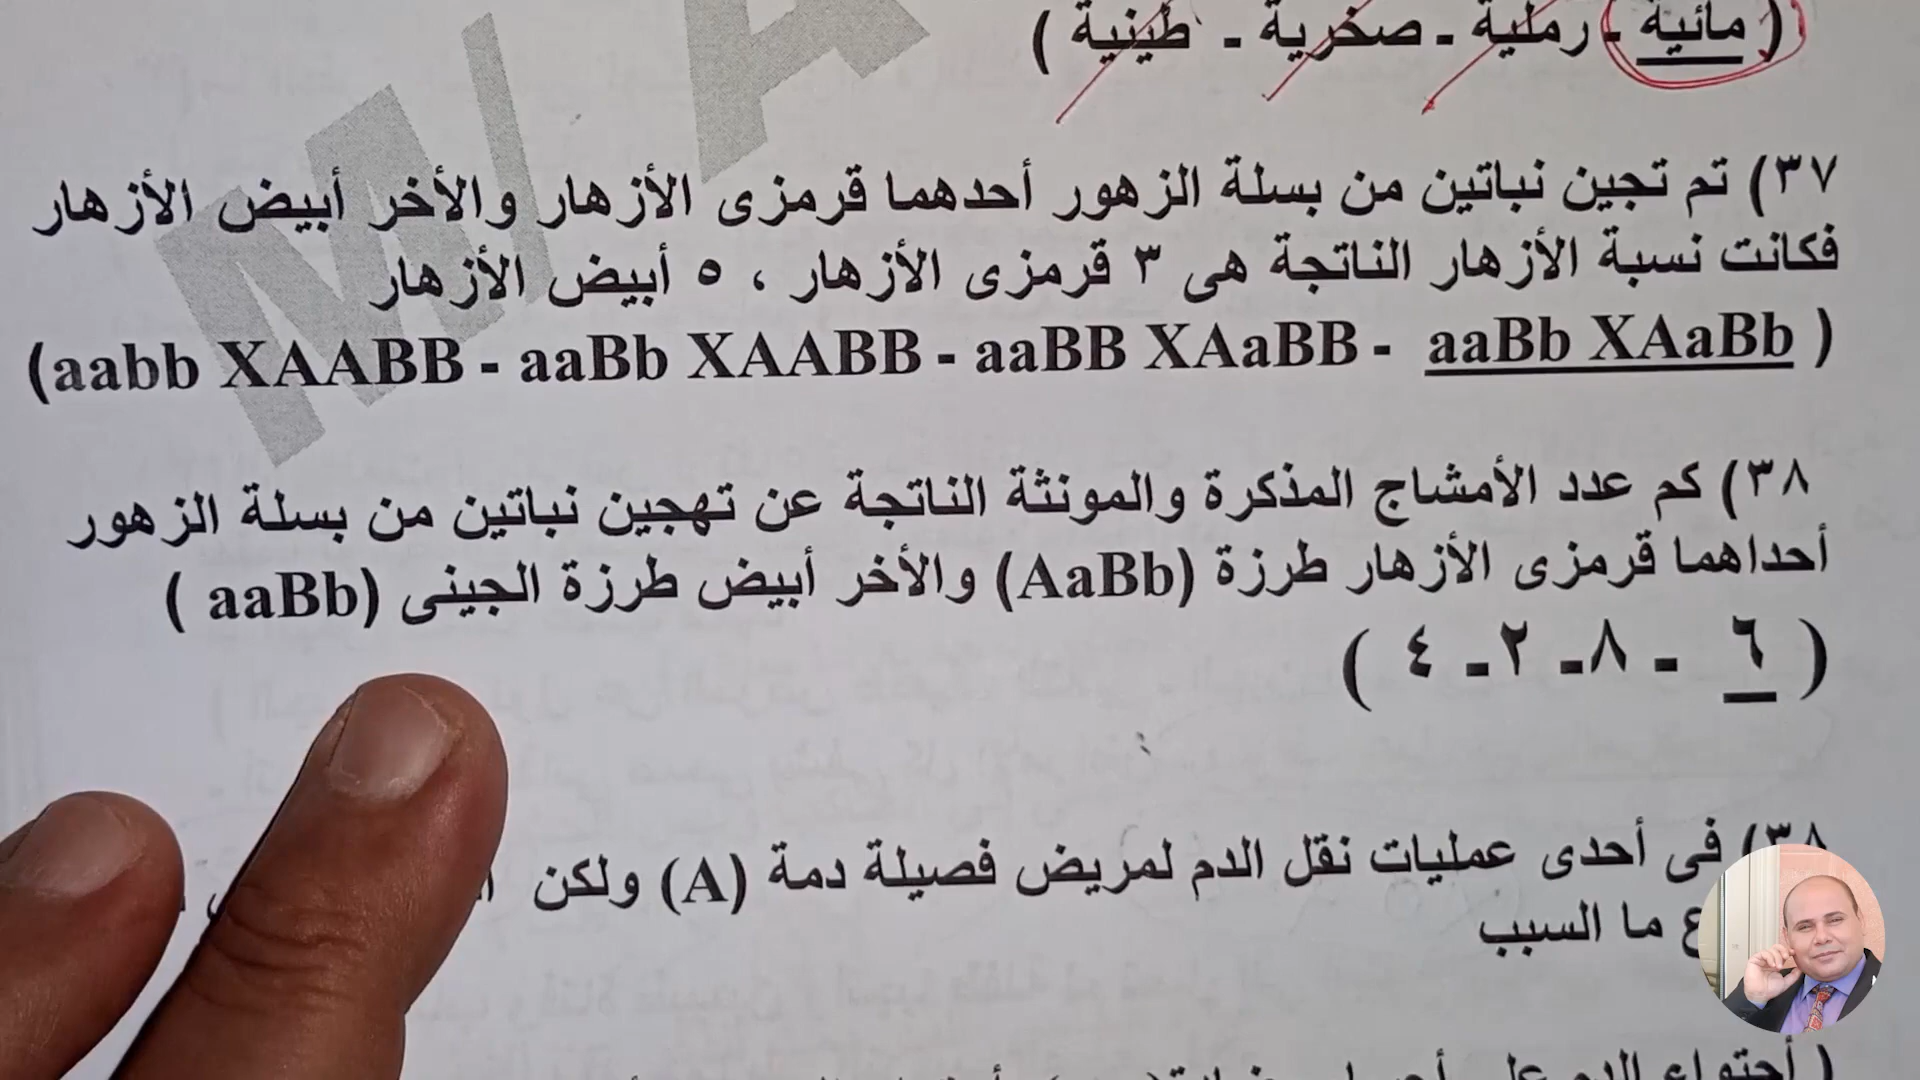 ( مائية - رملية - صخرية - طينية )
٣٧) تم تجين نباتين من بسلة الزهور أحدهما قرمزى الأزهار والأخر أبيض الأزهار
فكانت نسبة الأزهار الناتجة هى ٣ قرمزى الأزهار ، ٥ أبيض الأزهار
(aabb XAABB - aaBb XAABB - aaBB XAaBB - aaBb XAaBb )
٣٨) كم عدد الأمشاج المذكرة والمونثة الناتجة عن تهجين نباتين من بسلة الزهور
أحداهما قرمزى الأزهار طرزة (AaBb) والأخر أبيض طرزة الجينى (aaBb )
( ٦ - ٨ - ٢ - ٤ )
٣٨) فى أحدى عمليات نقل الدم لمريض فصيلة دمة (A) ولكن
ما السبب